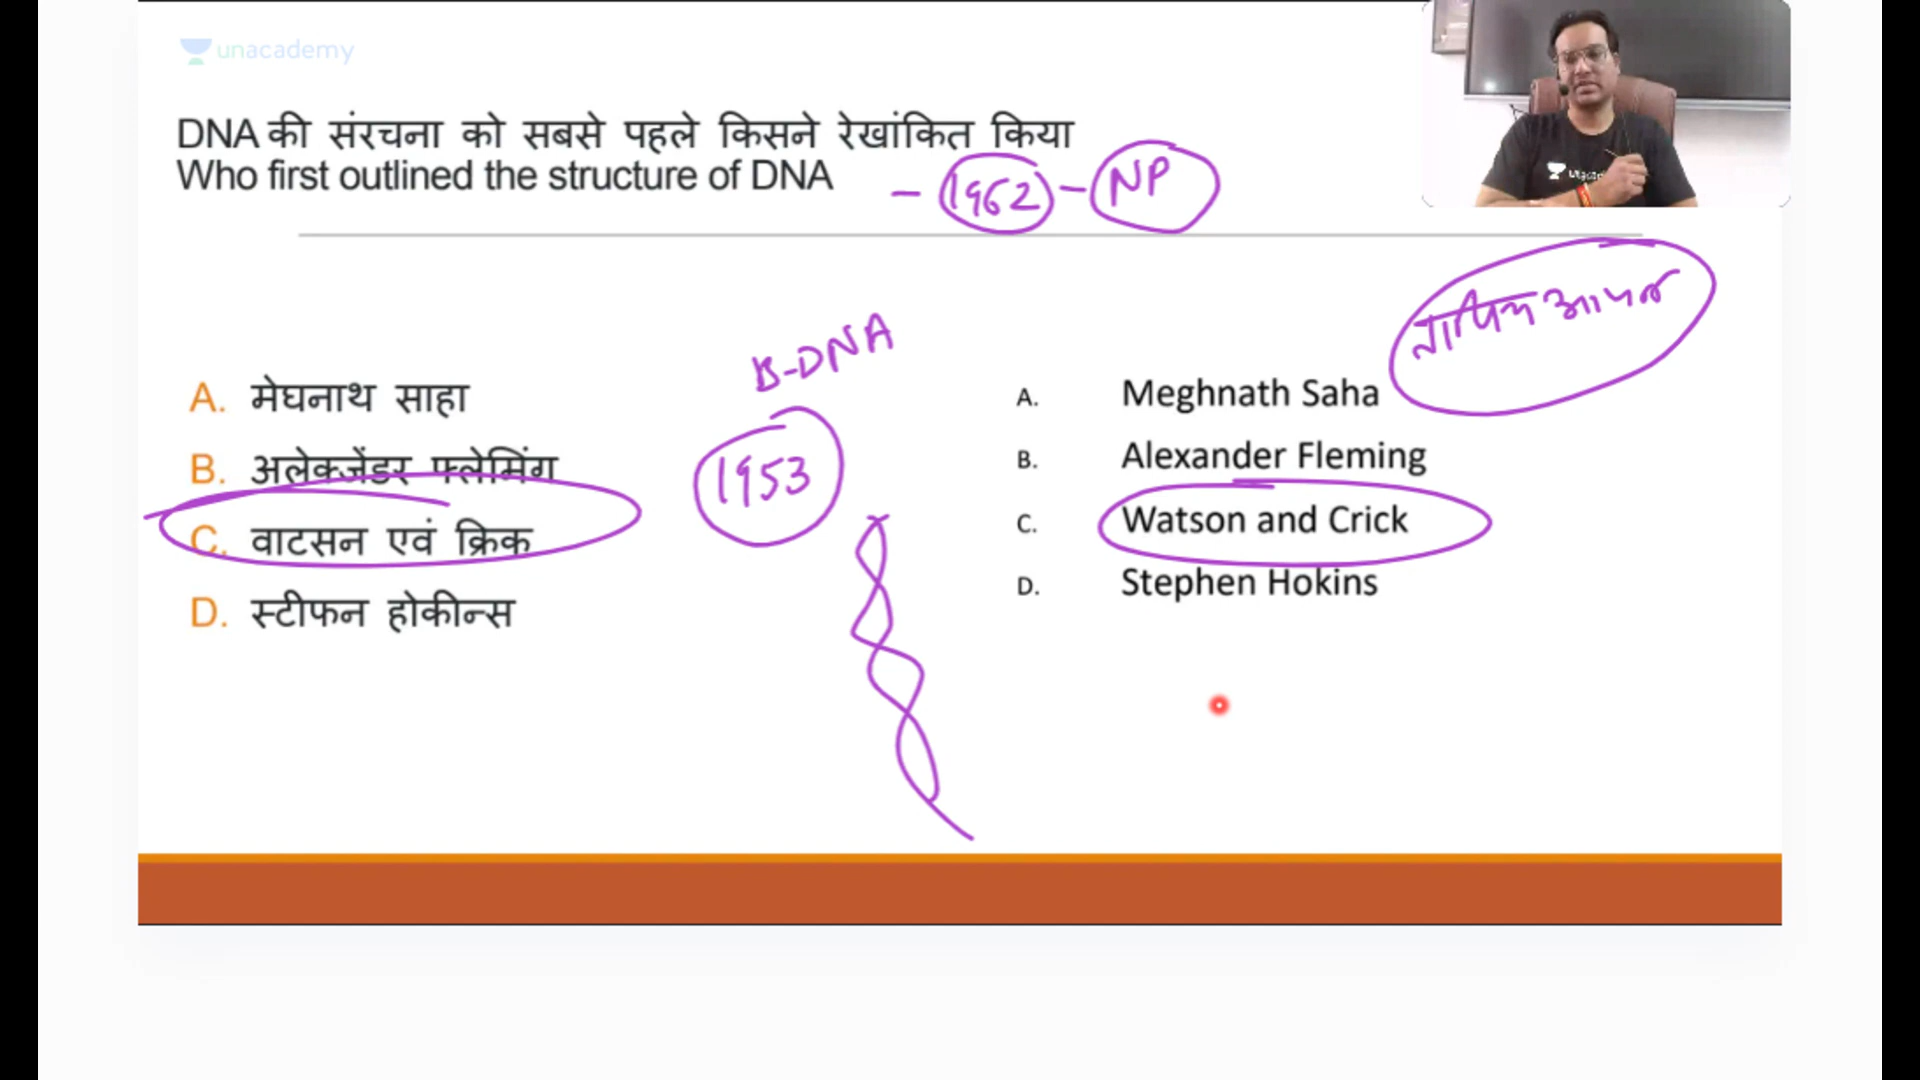 unacademy
DNA की संरचना को सबसे पहले किसने रेखांकित किया
Who first outlined the structure of DNA
- 1962 - NP
B-DNA
1953
A. मेघनाथ साहा
B. अलेक्जेंडर फ्लेमिंग
C. वाटसन एवं क्रिक
D. स्टीफन होकीन्स
A. Meghnath Saha
B. Alexander Fleming
C. Watson and Crick
D. Stephen Hokins